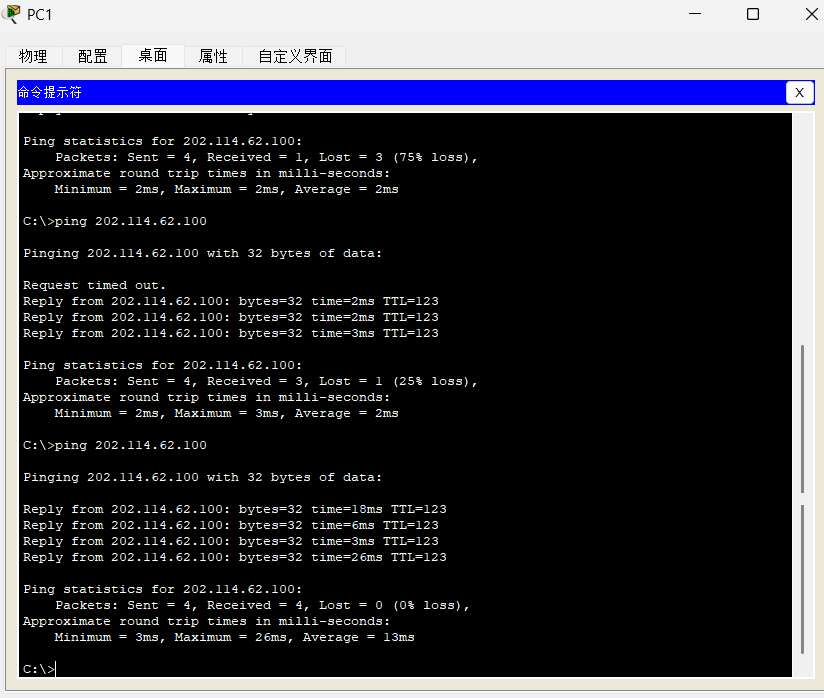 PC1
物理 配置 桌面 属性 自定义界面
命令提示符 X
Ping statistics for 202.114.62.100:
    Packets: Sent = 4, Received = 1, Lost = 3 (75% loss),
Approximate round trip times in milli-seconds:
    Minimum = 2ms, Maximum = 2ms, Average = 2ms
C:\>ping 202.114.62.100
Pinging 202.114.62.100 with 32 bytes of data:
Request timed out.
Reply from 202.114.62.100: bytes=32 time=2ms TTL=123
Reply from 202.114.62.100: bytes=32 time=2ms TTL=123
Reply from 202.114.62.100: bytes=32 time=3ms TTL=123
Ping statistics for 202.114.62.100:
    Packets: Sent = 4, Received = 3, Lost = 1 (25% loss),
Approximate round trip times in milli-seconds:
    Minimum = 2ms, Maximum = 3ms, Average = 2ms
C:\>ping 202.114.62.100
Pinging 202.114.62.100 with 32 bytes of data:
Reply from 202.114.62.100: bytes=32 time=18ms TTL=123
Reply from 202.114.62.100: bytes=32 time=6ms TTL=123
Reply from 202.114.62.100: bytes=32 time=3ms TTL=123
Reply from 202.114.62.100: bytes=32 time=26ms TTL=123
Ping statistics for 202.114.62.100:
    Packets: Sent = 4, Received = 4, Lost = 0 (0% loss),
Approximate round trip times in milli-seconds:
    Minimum = 3ms, Maximum = 26ms, Average = 13ms
C:\>